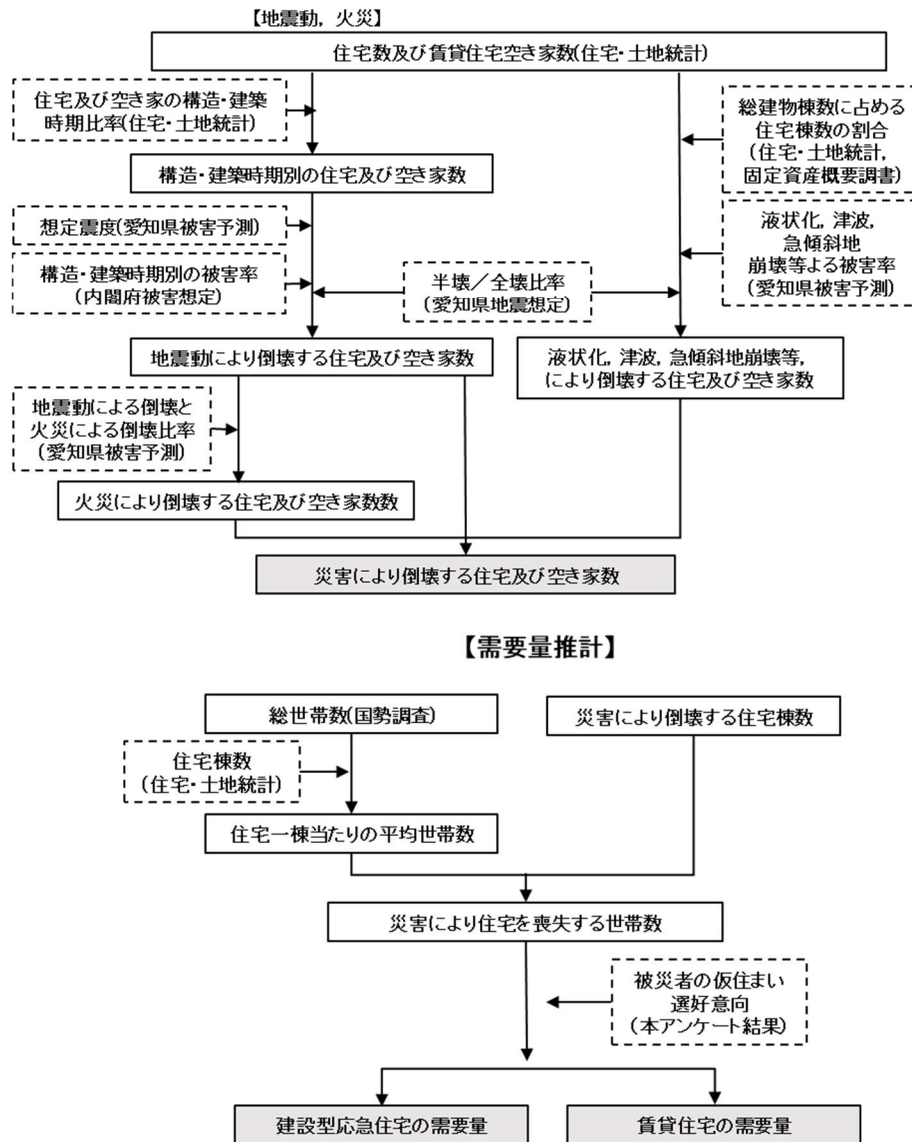 【地震動, 火災】
住宅数及び賃貸住宅空き家数(住宅・土地統計)
住宅及び空き家の構造・建築
時期比率(住宅・土地統計)
総建物棟数に占める
住宅棟数の割合
(住宅・土地統計,
固定資産概要調書)
構造・建築時期別の住宅及び空き家数
想定震度(愛知県被害予測)
液状化, 津波,
急傾斜地
崩壊等よる被害率
(愛知県被害予測)
構造・建築時期別の被害率
(内閣府被害想定)
半壊／全壊比率
(愛知県地震想定)
地震動により倒壊する住宅及び空き家数
液状化, 津波, 急傾斜地崩壊等,
により倒壊する住宅及び空き家数
地震動による倒壊と
火災による倒壊比率
(愛知県被害予測)
火災により倒壊する住宅及び空き家数数
災害により倒壊する住宅及び空き家数
【需要量推計】
総世帯数(国勢調査)
災害により倒壊する住宅棟数
住宅棟数
(住宅・土地統計)
住宅一棟当たりの平均世帯数
災害により住宅を喪失する世帯数
被災者の仮住まい
選好意向
(本アンケート結果)
建設型応急住宅の需要量
賃貸住宅の需要量